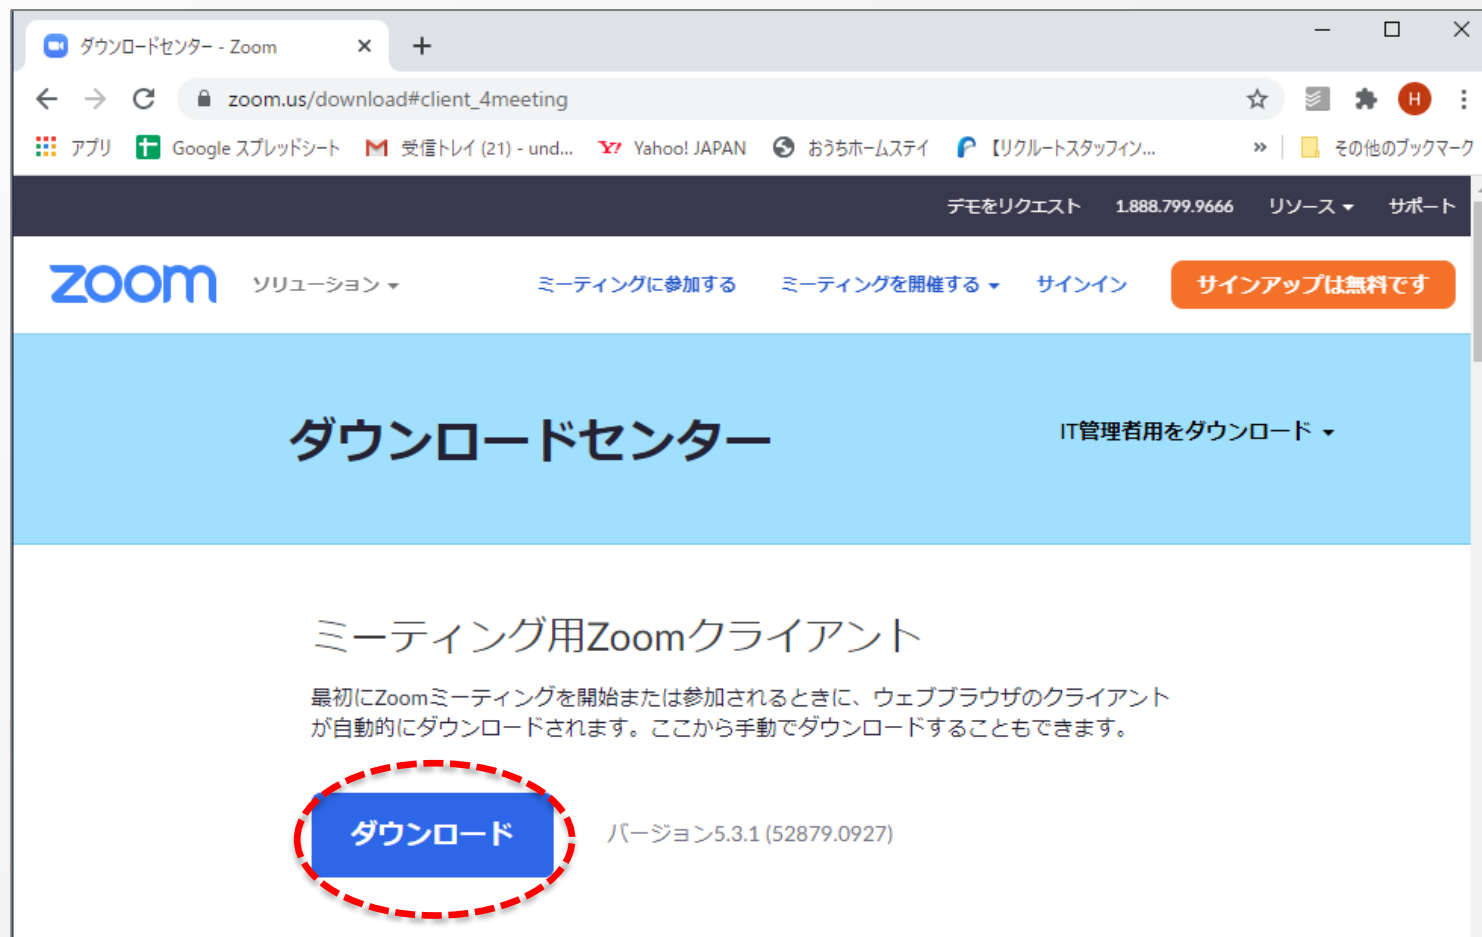 ダウンロードセンター - Zoom
zoom.us/download#client_4meeting
H
アプリ Google スプレッドシート 受信トレイ (21) - und... Yahoo! JAPAN おうちホームステイ 【リクルートスタッフィン... » その他のブックマーク
デモをリクエスト 1.888.799.9666 リソース サポート
zoom ソリューション ミーティングに参加する ミーティングを開催する サインイン サインアップは無料です
ダウンロードセンター IT管理者用をダウンロード
ミーティング用Zoomクライアント
最初にZoomミーティングを開始または参加されるときに、ウェブブラウザのクライアント
が自動的にダウンロードされます。ここから手動でダウンロードすることもできます。
ダウンロード バージョン5.3.1 (52879.0927)